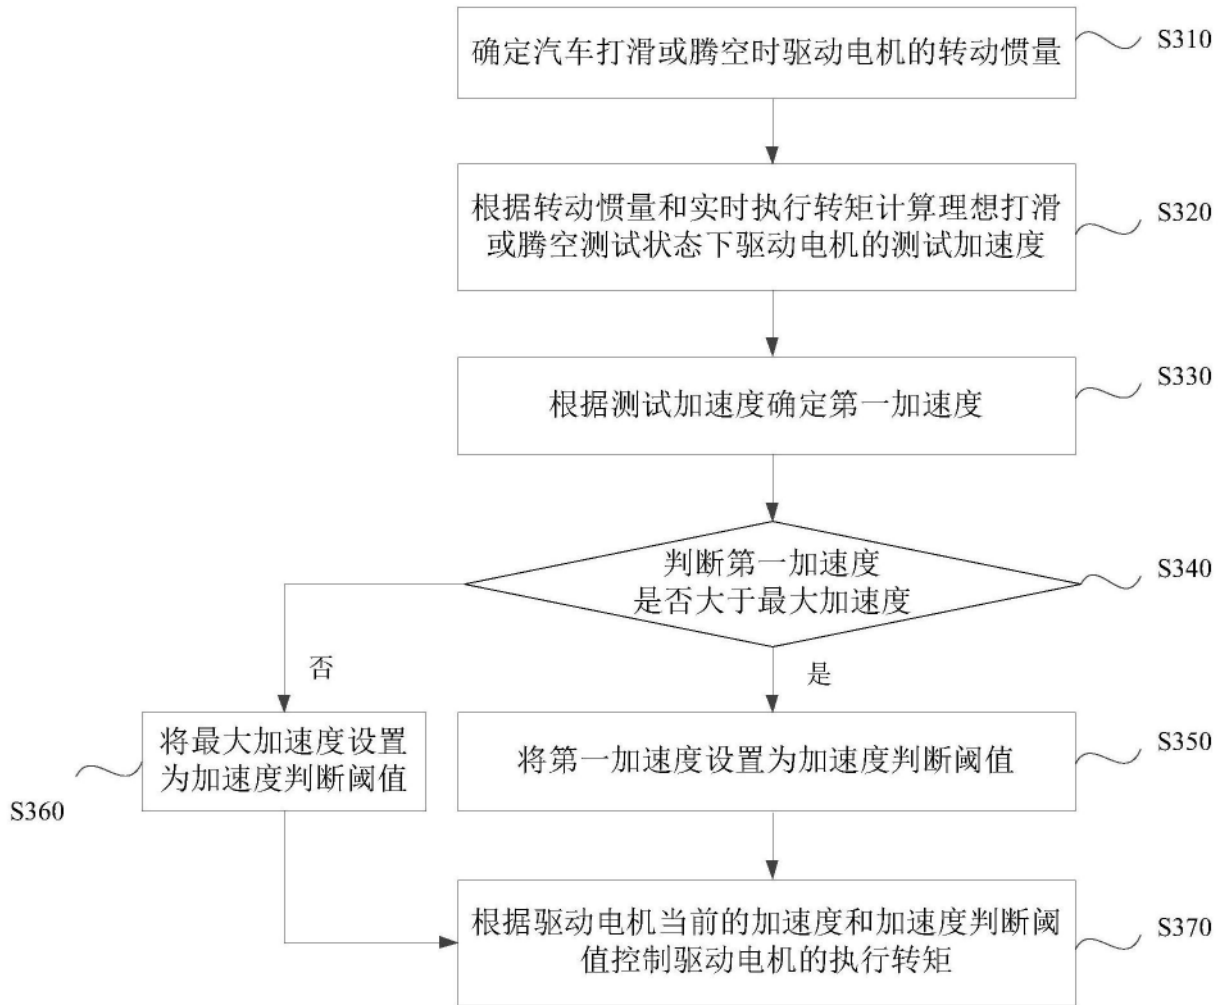 确定汽车打滑或腾空时驱动电机的转动惯量
S310
根据转动惯量和实时执行转矩计算理想打滑
或腾空测试状态下驱动电机的测试加速度
S320
根据测试加速度确定第一加速度
S330
判断第一加速度
是否大于最大加速度
S340
否
是
将最大加速度设置
为加速度判断阈值
S360
将第一加速度设置为加速度判断阈值
S350
根据驱动电机当前的加速度和加速度判断阈
值控制驱动电机的执行转矩
S370